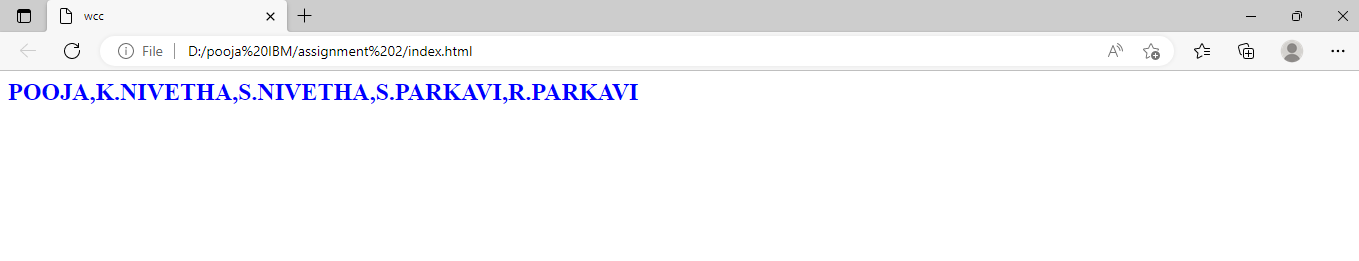 wcc
File D:/pooja%20IBM/assignment%202/index.html
POOJA,K.NIVETHA,S.NIVETHA,S.PARKAVI,R.PARKAVI